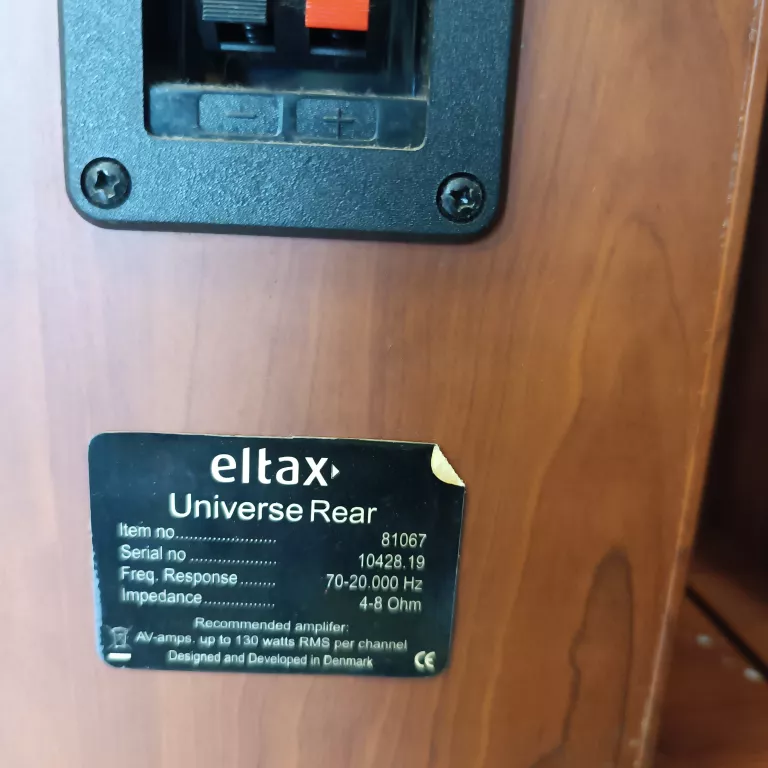 - +
eltax
Universe Rear
Item no...................... 81067
Serial no ................... 10428.19
Freq. Response........ 70-20.000 Hz
Impedance................ 4-8 Ohm
Recommended amplifer:
AV-amps. up to 130 watts RMS per channel
Designed and Developed in Denmark CE